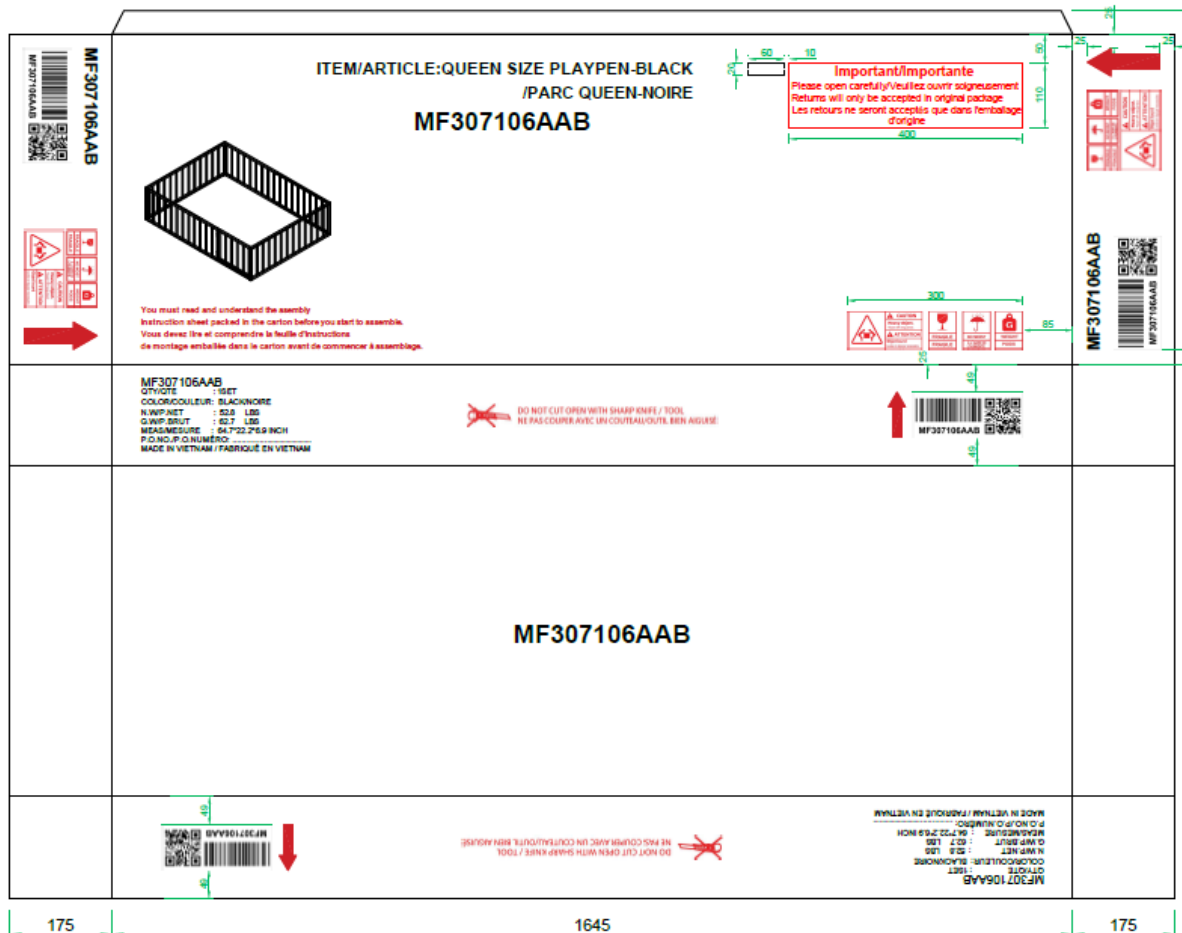 ITEM/ARTICLE:QUEEN SIZE PLAYPEN-BLACK
/PARC QUEEN-NOIRE
MF307106AAB
Important/Importante
Please open carefully/Veuillez ouvrir soigneusement
Returns will only be accepted in original package
Les retours ne seront acceptés que dans l'emballage
d'origine
60
10
20
50
110
400
25
25
25
MF307106AAB
MF307106AAB
CAUTION
ATTENTION
You must read and understand the asembly
Instruction sheet packed in the carton before you start to assemble.
Vous devez lire et comprendre la feuille d'instructions
de montage emballée dans le carton avant de commencer à assemblage.
300
CAUTION
ATTENTION
FRAGILE
85
25
CAUTION
ATTENTION
MF307106AAB
MF307106AAB
MF307106AAB
QTY/QTE : 1SET
COLOR/COULEUR: BLACK/NOIRE
N.W/P.NET : 52.8 LBS
G.W/P.BRUT : 62.7 LBS
MEAS/MESURE : 64.7*22.2*6.9 INCH
P.O.NO./P.O.NUMÉRO:
MADE IN VIETNAM / FABRIQUÉ EN VIETNAM
DO NOT CUT OPEN WITH SHARP KNIFE / TOOL
NE PAS COUPER AVEC UN COUTEAU/OUTIL BIEN AIGUISÉ
49
MF307106AAB
49
MF307106AAB
49
MF307106AAB
49
DO NOT CUT OPEN WITH SHARP KNIFE / TOOL
NE PAS COUPER AVEC UN COUTEAU/OUTIL BIEN AIGUISÉ
MF307106AAB
QTY/QTE : 1SET
COLOR/COULEUR: BLACK/NOIRE
N.W/P.NET : 52.8 LBS
G.W/P.BRUT : 62.7 LBS
MEAS/MESURE : 64.7*22.2*6.9 INCH
P.O.NO./P.O.NUMÉRO:
MADE IN VIETNAM / FABRIQUÉ EN VIETNAM
175
1645
175